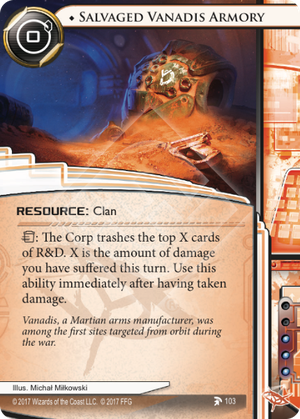 0
• Salvaged Vanadis Armory
RESOURCE: Clan
: The Corp trashes the top X cards
of R&D. X is the amount of damage
you have suffered this turn. Use this
ability immediately after having taken
damage.
Vanadis, a Martian arms manufacturer, was
among the first sites targeted from orbit during
the war.
Illus. Michał Miłkowski
© 2017 Wizards of the Coast LLC. © 2017 FFG
103